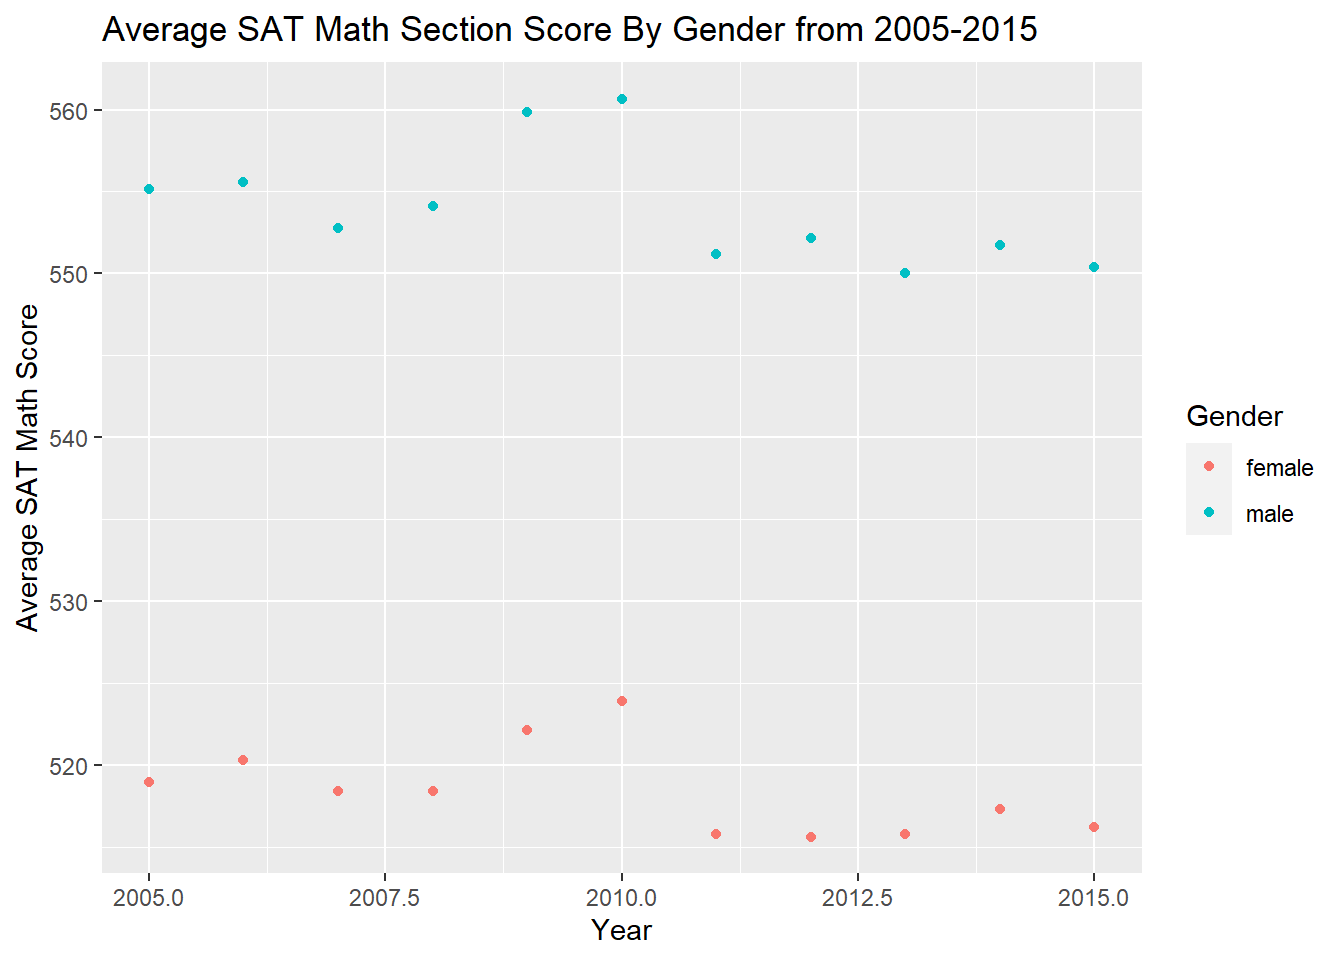 Average SAT Math Section Score By Gender from 2005-2015
560
550
540
530
520
Average SAT Math Score
2005.0 2007.5 2010.0 2012.5 2015.0
Year
Gender
female
male